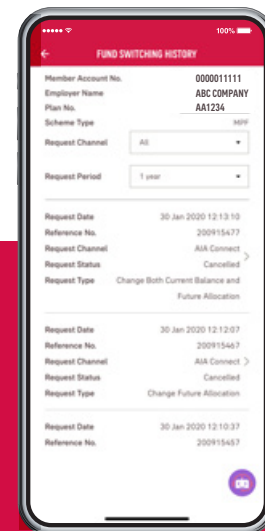 100%
FUND SWITCHING HISTORY
Member Account No. 0000011111
Employer Name ABC COMPANY
Plan No. AA1234
Scheme Type MPF
Request Channel All
Request Period 1 year
Request Date 30 Jan 2020 12:13:10
Reference No. 200915477
Request Channel AIA Connect
Request Status Cancelled
Request Type Change Both Current Balance and
Future Allocation
Request Date 30 Jan 2020 12:12:07
Reference No. 200915467
Request Channel AIA Connect
Request Status Cancelled
Request Type Change Future Allocation
Request Date 30 Jan 2020 12:10:37
Reference No. 200915457